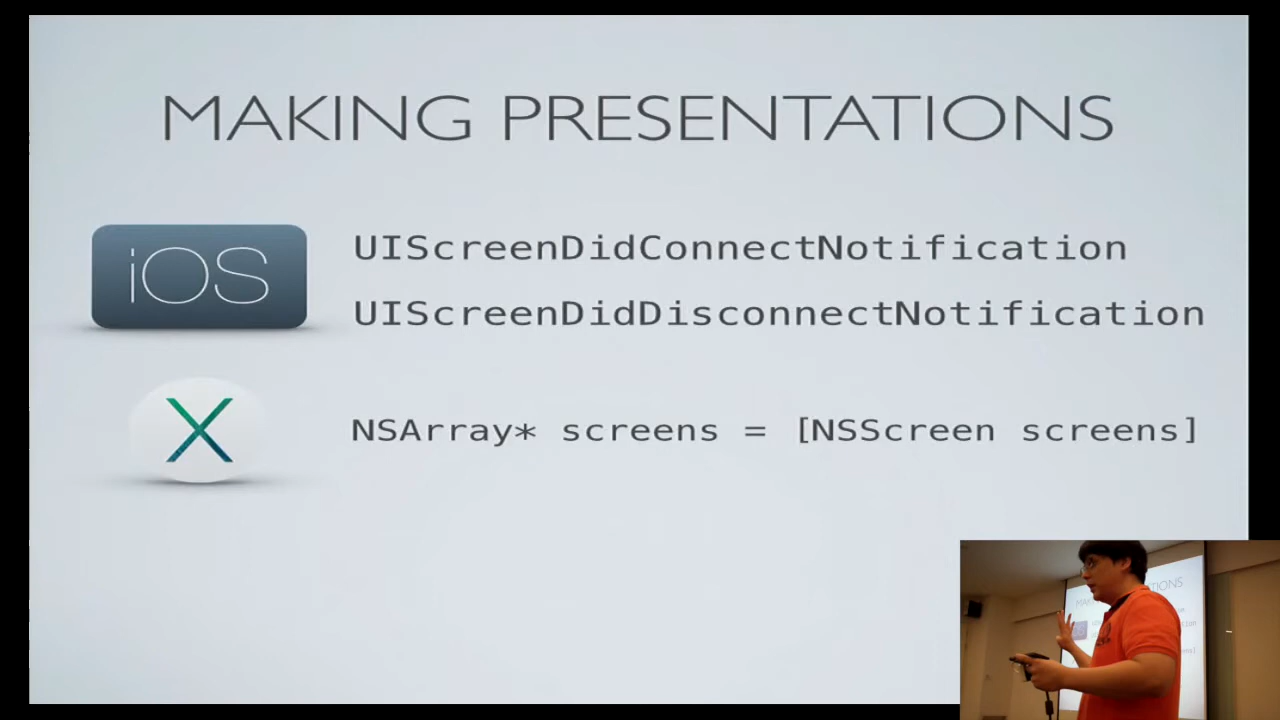 MAKING PRESENTATIONS
iOS
UIScreenDidConnectNotification
UIScreenDidDisconnectNotification
X
NSArray* screens = [NSScreen screens]